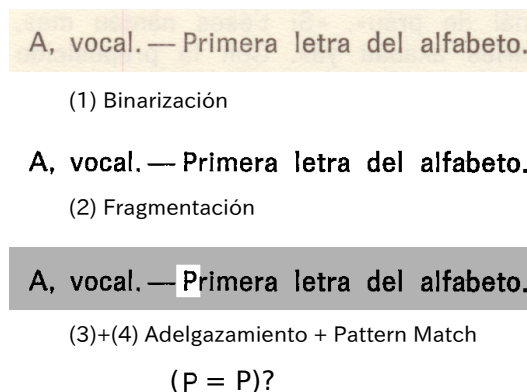 A, vocal. — Primera letra del alfabeto.
(1) Binarización
A, vocal. — Primera letra del alfabeto.
(2) Fragmentación
A, vocal. — Primera letra del alfabeto.
(3)+(4) Adelgazamiento + Pattern Match
(P = P)?